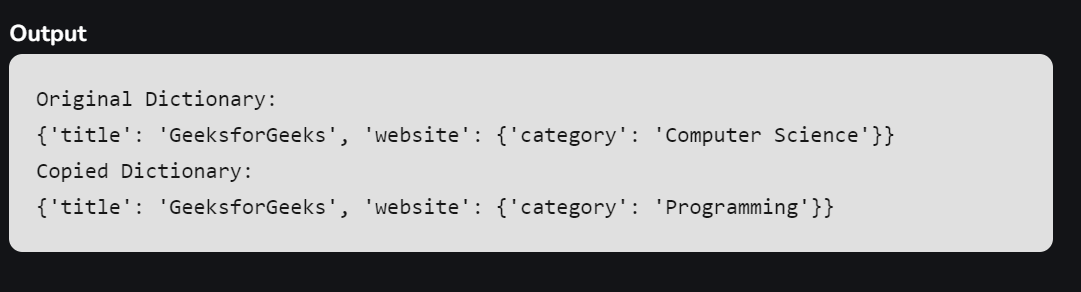 Output
Original Dictionary:
{'title': 'GeeksforGeeks', 'website': {'category': 'Computer Science'}}
Copied Dictionary:
{'title': 'GeeksforGeeks', 'website': {'category': 'Programming'}}